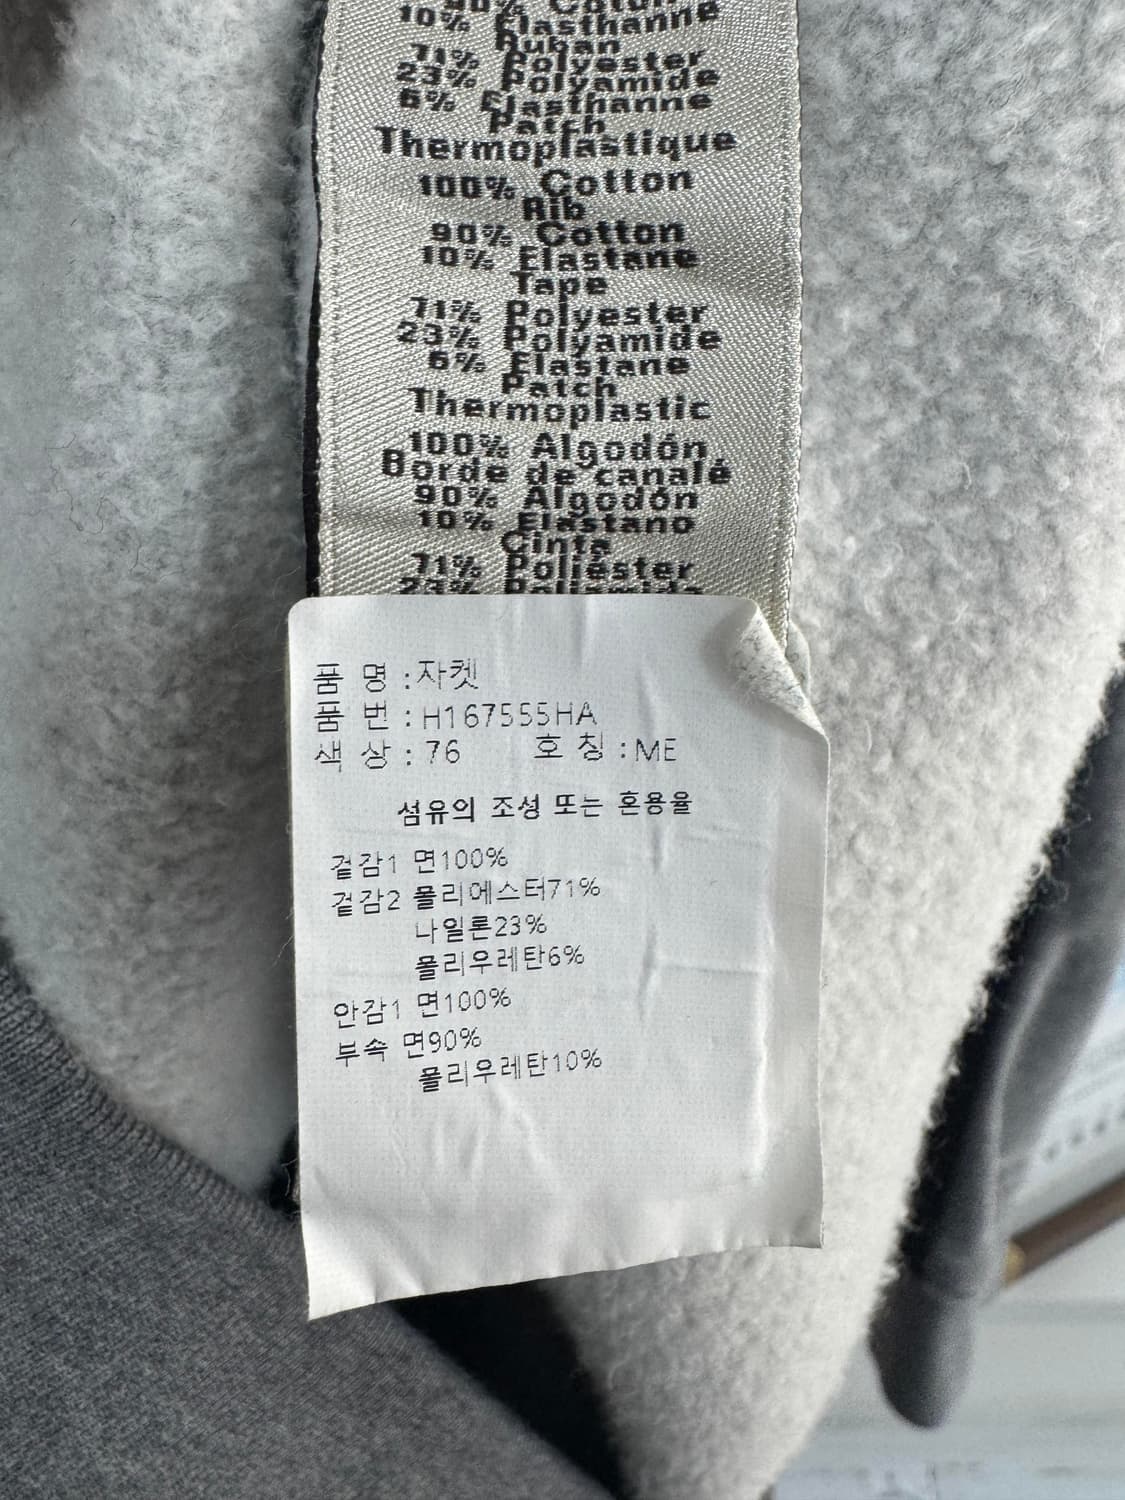 90% Coton
10% Elasthanne
Ruban
71% Polyester
23% Polyamide
6% Elasthanne
Patch
Thermoplastique
100% Cotton
Rib
90% Cotton
10% Elastane
Tape
71% Polyester
23% Polyamide
6% Elastane
Patch
Thermoplastic
100% Algodón
Borde de canalé
90% Algodón
10% Elastano
Cinta
71% Poliéster
23% Poliamida
품 명 :자켓
품 번 :H167555HA
색 상 :76 호 칭 :ME
섬유의 조성 또는 혼용율
겉감1 면100%
겉감2 폴리에스터71%
나일론23%
폴리우레탄6%
안감1 면100%
부속 면90%
폴리우레탄10%